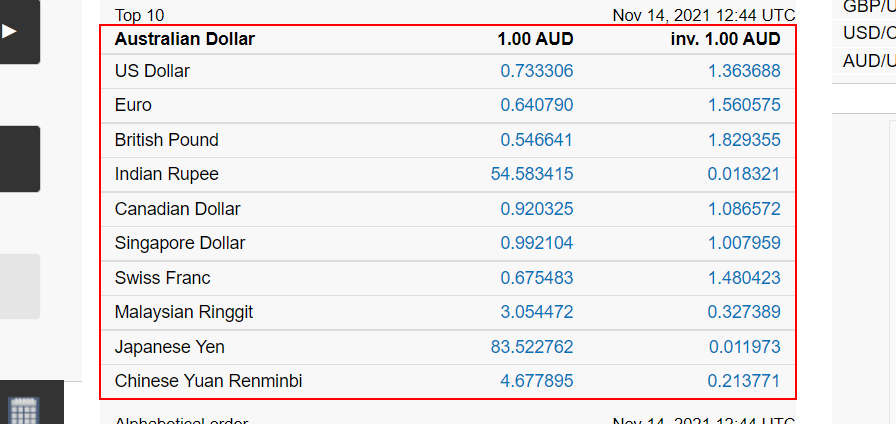 Top 10 Nov 14, 2021 12:44 UTC
Australian Dollar 1.00 AUD inv. 1.00 AUD
US Dollar 0.733306 1.363688
Euro 0.640790 1.560575
British Pound 0.546641 1.829355
Indian Rupee 54.583415 0.018321
Canadian Dollar 0.920325 1.086572
Singapore Dollar 0.992104 1.007959
Swiss Franc 0.675483 1.480423
Malaysian Ringgit 3.054472 0.327389
Japanese Yen 83.522762 0.011973
Chinese Yuan Renminbi 4.677895 0.213771
Alphabetical order Nov 14, 2021 12:44 UTC
GBP/U
USD/C
AUD/U